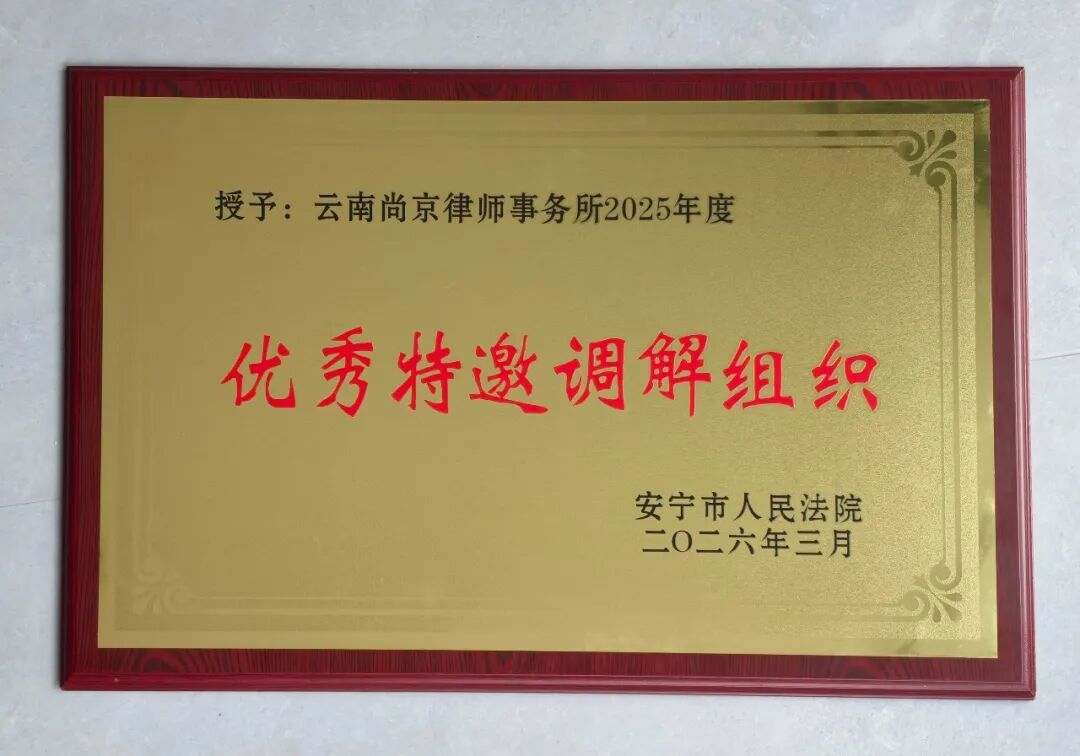 授予：云南尚京律师事务所2025年度
优秀特邀调解组织
安宁市人民法院
二〇二六年三月